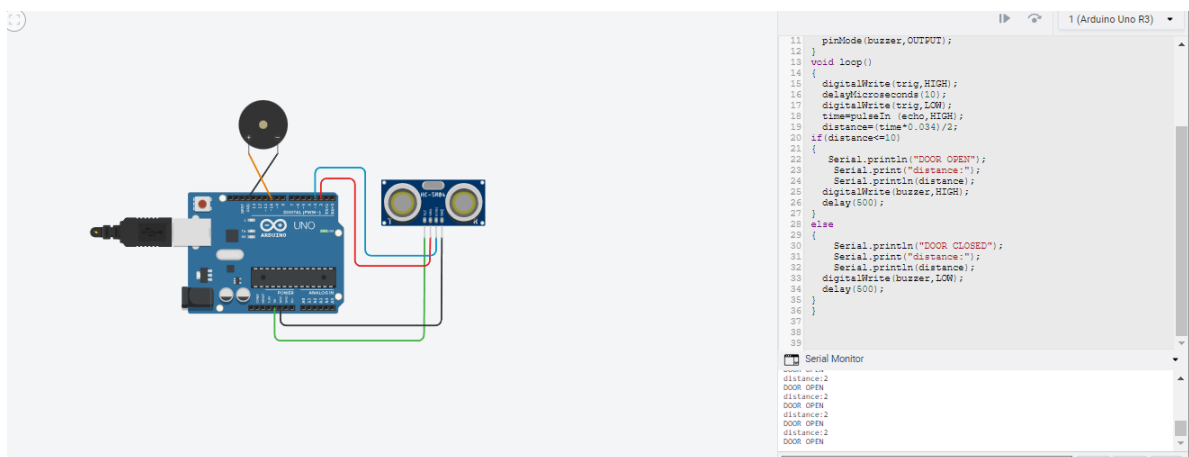 1 (Arduino Uno R3)
11 pinMode(buzzer,OUTPUT);
12 }
13 void loop()
14 {
15 digitalWrite(trig,HIGH);
16 delayMicroseconds(10);
17 digitalWrite(trig,LOW);
18 time=pulseIn (echo,HIGH);
19 distance=(time*0.034)/2;
20 if(distance<=10)
21 {
22 Serial.println("DOOR OPEN");
23 Serial.print("distance:");
24 Serial.println(distance);
25 digitalWrite(buzzer,HIGH);
26 delay(500);
27 }
28 else
29 {
30 Serial.println("DOOR CLOSED");
31 Serial.print("distance:");
32 Serial.println(distance);
33 digitalWrite(buzzer,LOW);
34 delay(500);
35 }
36 }
37
38
39
Serial Monitor
DOOR OPEN
distance:2
DOOR OPEN
distance:2
DOOR OPEN
distance:2
DOOR OPEN
distance:2
DOOR OPEN
UNO
ARDUINO
POWER
ANALOG IN